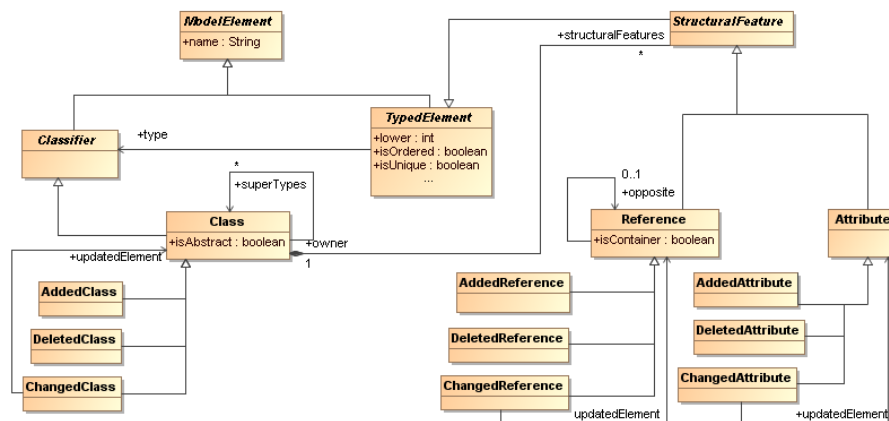 ModelElement
+name : String
StructuralFeature
+structuralFeatures
*
Classifier
+type
TypedElement
+lower : int
+isOrdered : boolean
+isUnique : boolean
...
*
+superTypes
Class
+isAbstract : boolean
+owner
1
+updatedElement
0..1
+opposite
Reference
+isContainer : boolean
Attribute
AddedClass
DeletedClass
ChangedClass
AddedReference
DeletedReference
ChangedReference
updatedElement
AddedAttribute
DeletedAttribute
ChangedAttribute
+updatedElement